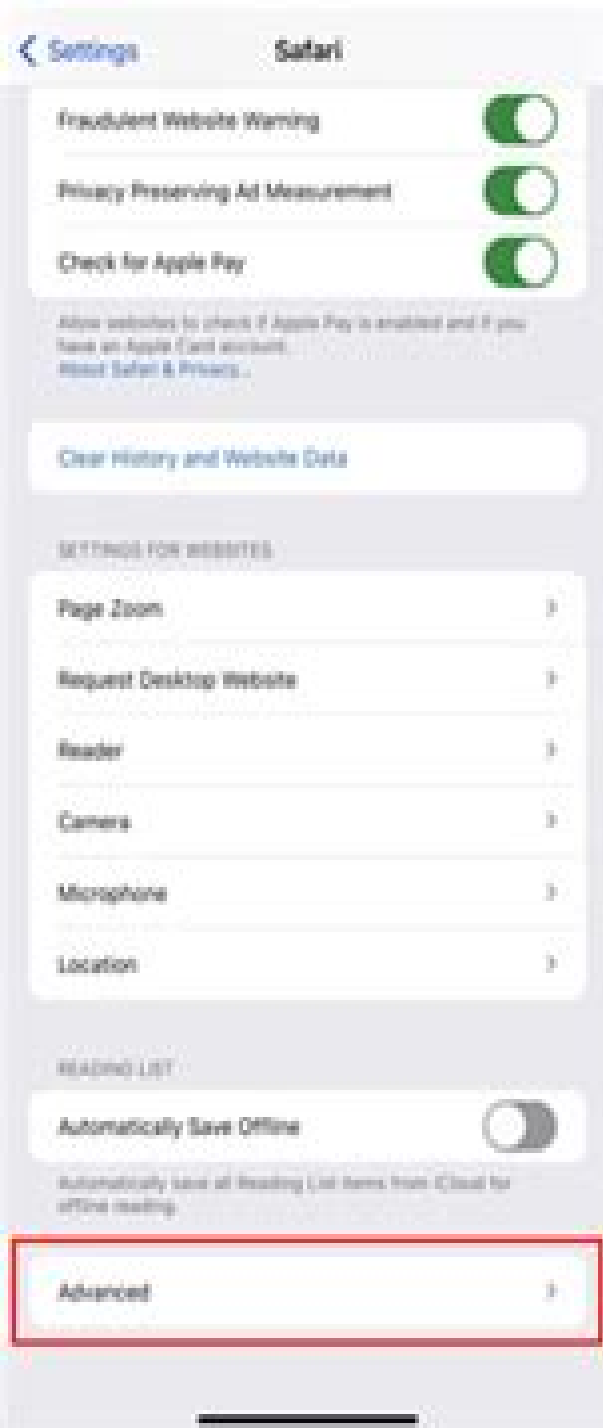 Settings
Safari
Fraudulent Website Warning
Privacy Preserving Ad Measurement
Check for Apple Pay
Allow websites to check if Apple Pay is enabled and if you
have an Apple Card account.
About Safari & Privacy...
Clear History and Website Data
SETTINGS FOR WEBSITES
Page Zoom
Request Desktop Website
Reader
Camera
Microphone
Location
READING LIST
Automatically Save Offline
Automatically save all Reading List items from iCloud for
offline reading.
Advanced